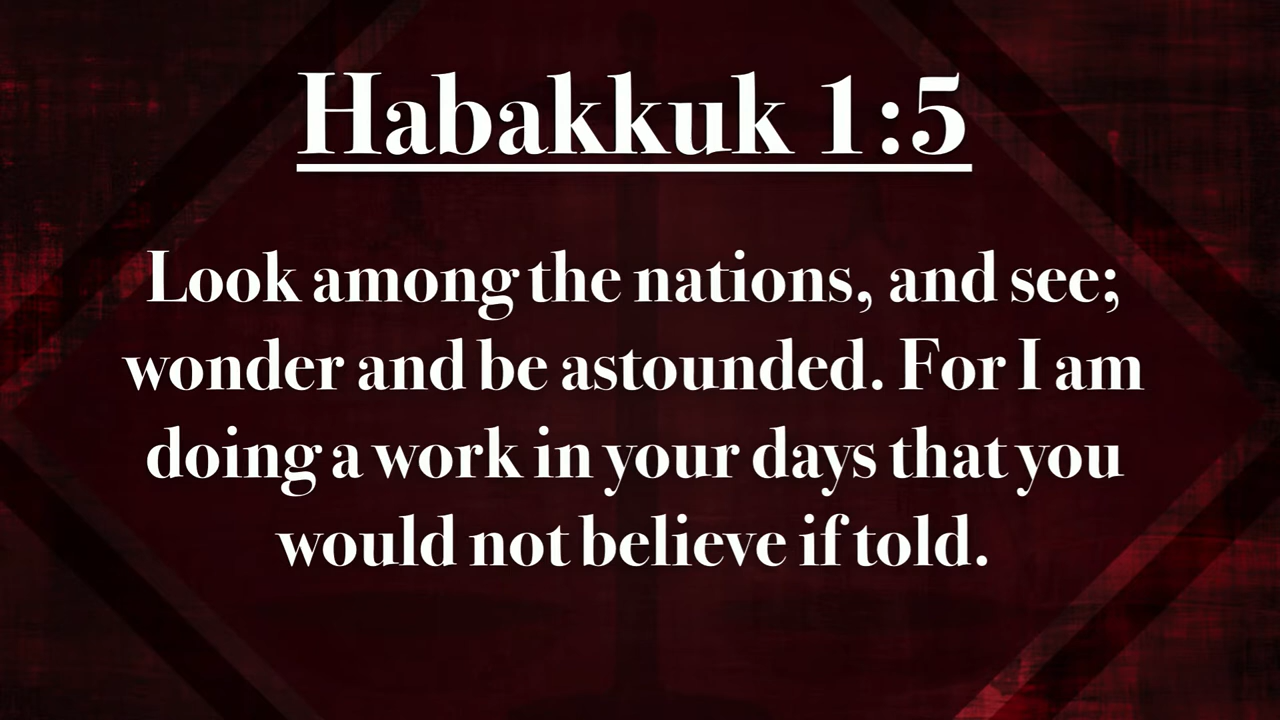 Habakkuk 1:5
Look among the nations, and see;
wonder and be astounded. For I am
doing a work in your days that you
would not believe if told.